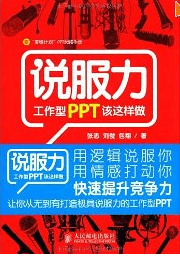 说服力
工作型PPT该这样做
张志 刘俊 包翔 / 著
说服力
工作型PPT该这样做
用逻辑说服你
用情感打动你
快速提升竞争力
让你从无到有打造极具说服力的工作型PPT
人民邮电出版社